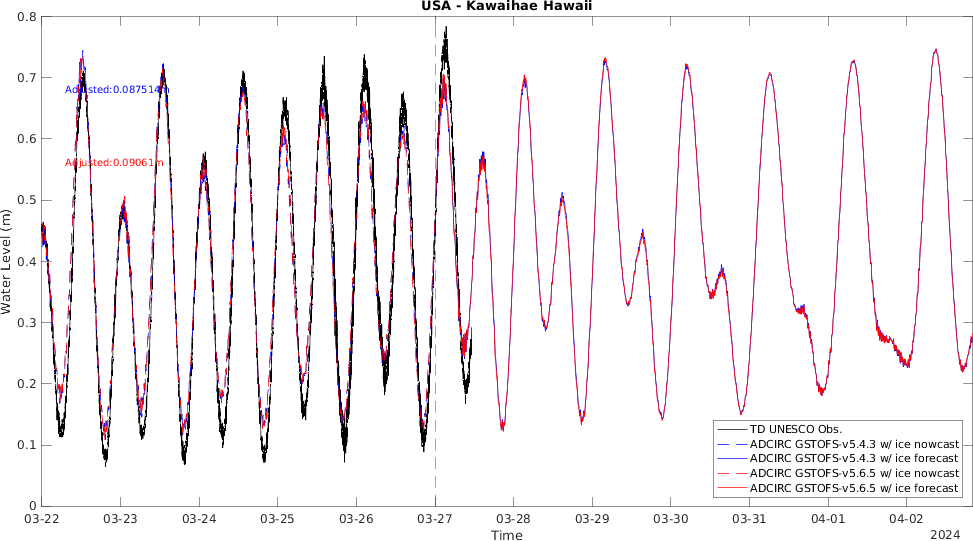 USA - Kawaihae Hawaii
0.8
0.7
Adjusted:0.087514m
0.6
Adjusted:0.09061m
0.5
0.4
Water Level (m)
0.3
0.2
0.1
0
TD UNESCO Obs.
ADCIRC GSTOFS-v5.4.3 w/ ice nowcast
ADCIRC GSTOFS-v5.4.3 w/ ice forecast
ADCIRC GSTOFS-v5.6.5 w/ ice nowcast
ADCIRC GSTOFS-v5.6.5 w/ ice forecast
03-22 03-23 03-24 03-25 03-26 03-27 03-28 03-29 03-30 03-31 04-01 04-02
Time
2024